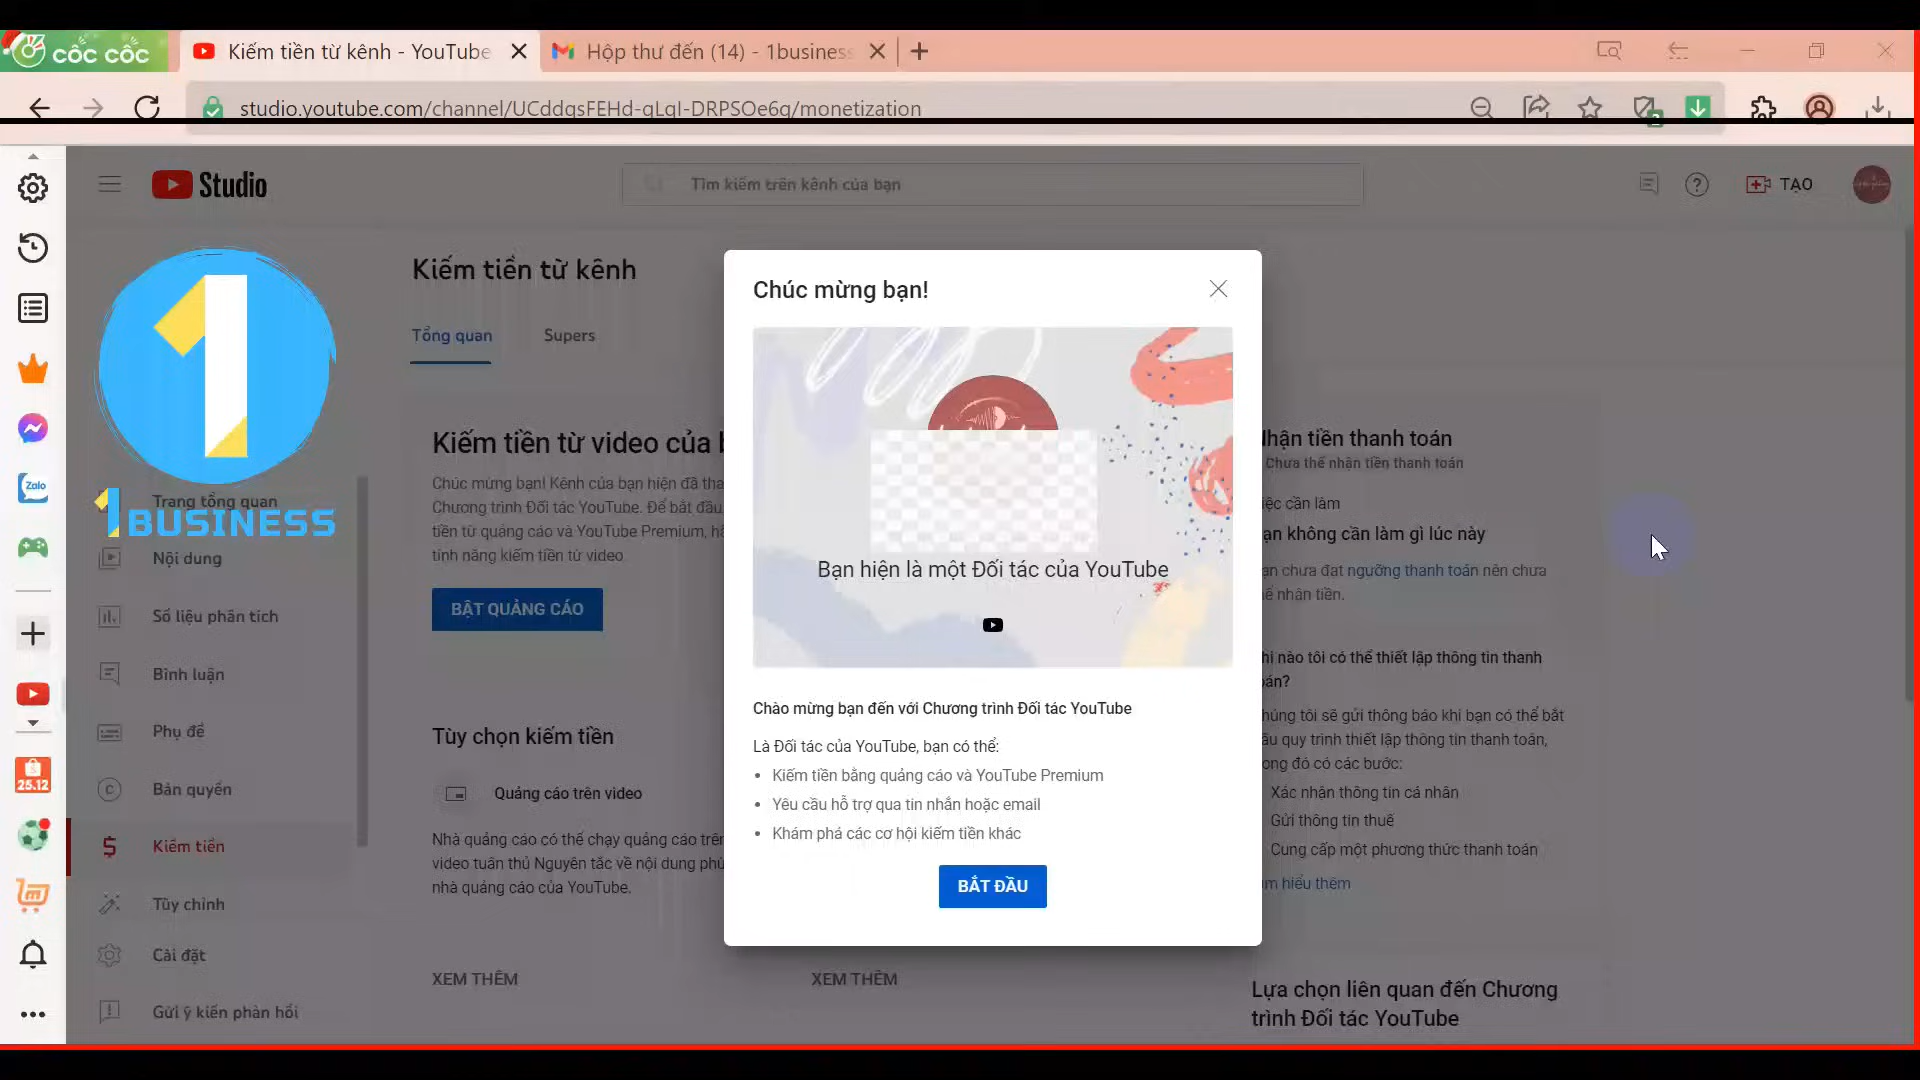 cốc cốc
Kiếm tiền từ kênh - YouTube
Hộp thư đến (14) - 1business
studio.youtube.com/channel/UCddqsFEHd-qLqI-DRPSOe6q/monetization
Studio
Tìm kiếm trên kênh của bạn
TẠO
Kiếm tiền từ kênh
Tổng quan
Supers
1
1BUSINESS
Zalo
25.12
Trang tổng quan
Nội dung
Số liệu phân tích
Bình luận
Phụ đề
Bản quyền
Kiếm tiền
Tùy chỉnh
Cài đặt
Gửi ý kiến phản hồi
Kiếm tiền từ video của b
Chúc mừng bạn! Kênh của bạn hiện đã tha
Chương trình Đối tác YouTube. Để bắt đầu
tiền từ quảng cáo và YouTube Premium, hã
tính năng kiếm tiền từ video.
BẬT QUẢNG CÁO
Tùy chọn kiếm tiền
Quảng cáo trên video
Nhà quảng cáo có thể chạy quảng cáo trên
video tuân thủ Nguyên tắc về nội dung phù
nhà quảng cáo của YouTube.
XEM THÊM
XEM THÊM
Chúc mừng bạn!
Bạn hiện là một Đối tác của YouTube
Chào mừng bạn đến với Chương trình Đối tác YouTube
Là Đối tác của YouTube, bạn có thể:
• Kiếm tiền bằng quảng cáo và YouTube Premium
• Yêu cầu hỗ trợ qua tin nhắn hoặc email
• Khám phá các cơ hội kiếm tiền khác
BẮT ĐẦU
Nhận tiền thanh toán
Chưa thể nhận tiền thanh toán
iệc cần làm
ạn không cần làm gì lúc này
ạn chưa đạt ngưỡng thanh toán nên chưa
hể nhận tiền.
hi nào tôi có thể thiết lập thông tin thanh
oán?
húng tôi sẽ gửi thông báo khi bạn có thể bắt
ầu quy trình thiết lập thông tin thanh toán,
ong đó có các bước:
Xác nhận thông tin cá nhân
Gửi thông tin thuế
Cung cấp một phương thức thanh toán
ìm hiểu thêm
Lựa chọn liên quan đến Chương
trình Đối tác YouTube